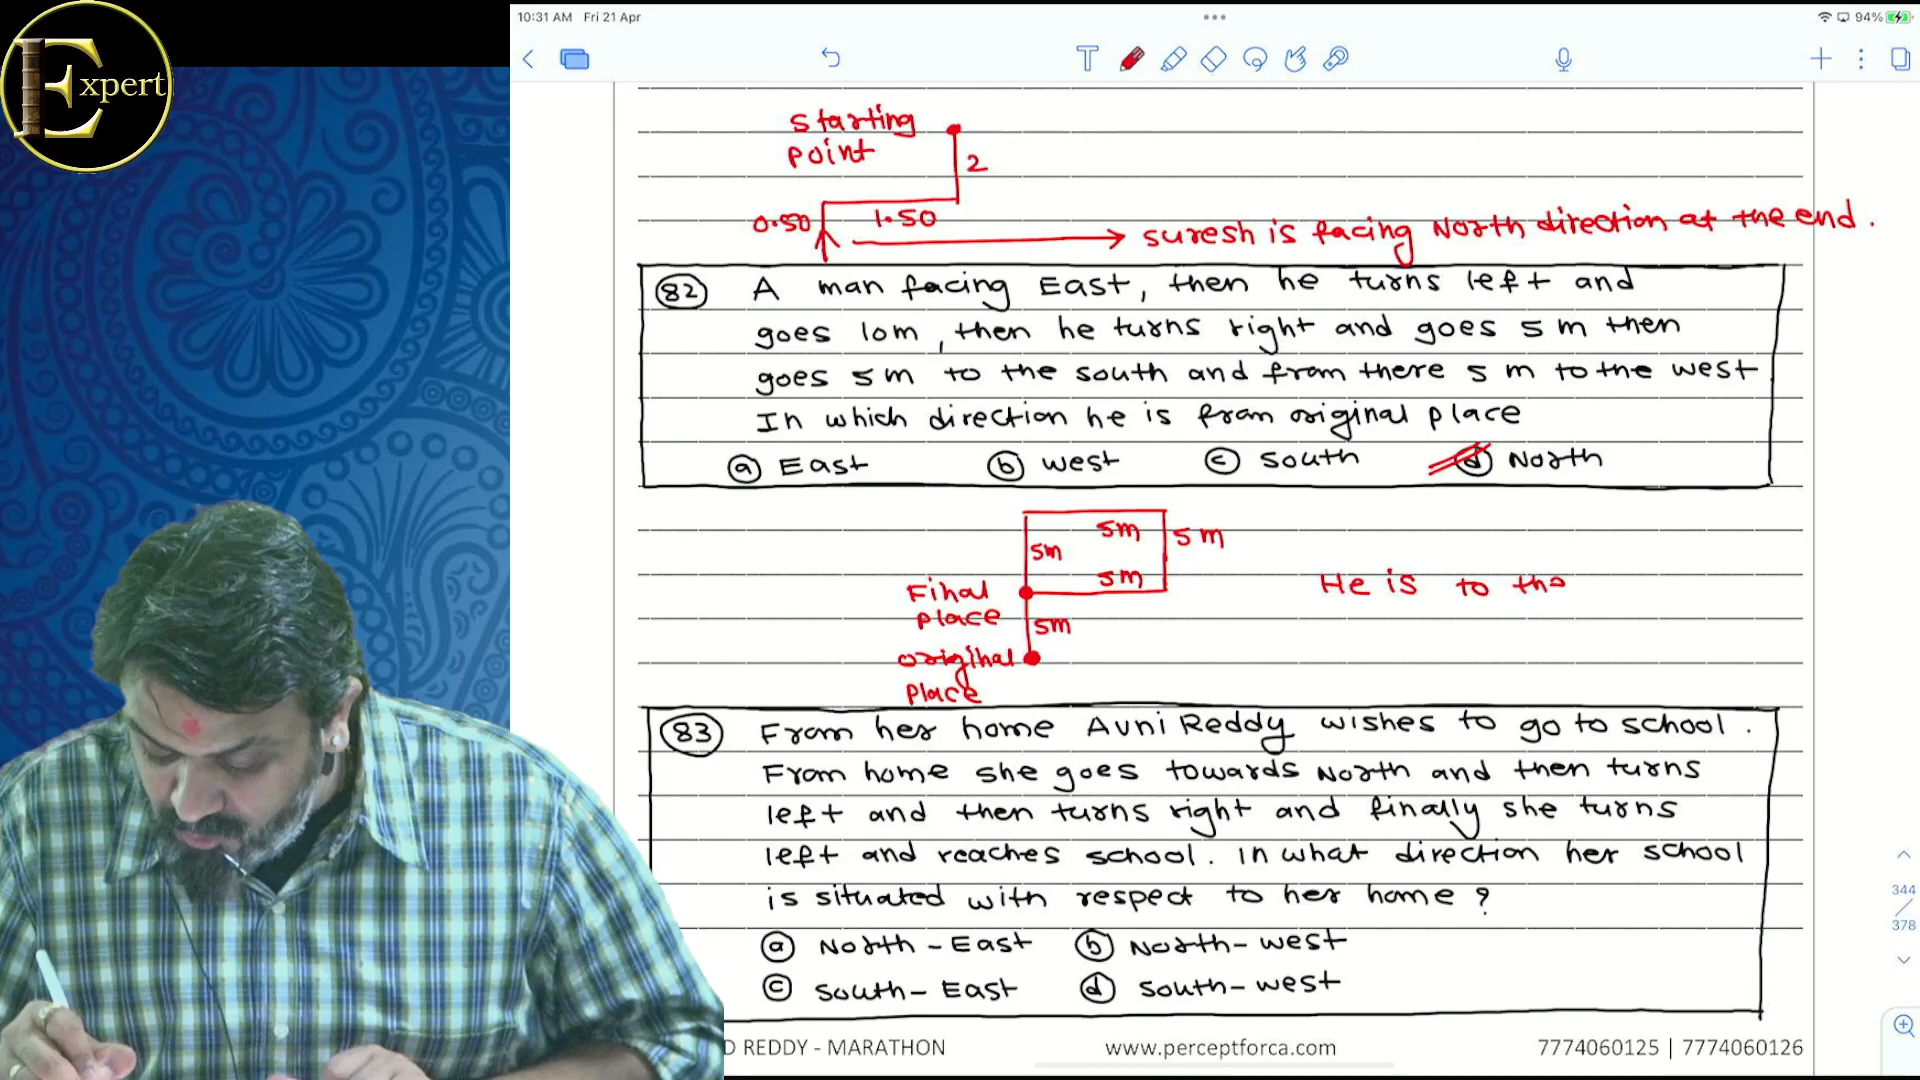 Expert
10:31 AM Fri 21 Apr
94%
starting
point
2
0.50
1.50
suresh is facing North direction at the end.
82 A man facing East, then he turns left and
goes 10m, then he turns right and goes 5 m then
goes 5 m to the south and from there 5 m to the west
In which direction he is from original place
a East b west c south d North
5m
5 m
5m
5m
Final
place
5m
original
place
He is to the
83 From her home Avni Reddy wishes to go to school.
From home she goes towards North and then turns
left and then turns right and finally she turns
left and reaches school. In what direction her school
is situated with respect to her home?
a North-East b North-west
c south-East d south-west
344
/
378
D REDDY - MARATHON www.perceptforca.com 7774060125 | 7774060126